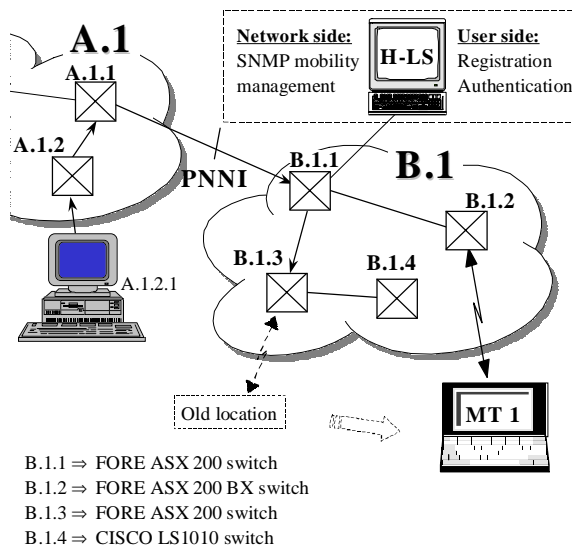 A.1
A.1.1
A.1.2
A.1.2.1
PNNI
Network side:
SNMP mobility
management
H-LS
User side:
Registration
Authentication
B.1
B.1.1
B.1.2
B.1.3
B.1.4
Old location
MT 1
B.1.1 ⇒ FORE ASX 200 switch
B.1.2 ⇒ FORE ASX 200 BX switch
B.1.3 ⇒ FORE ASX 200 switch
B.1.4 ⇒ CISCO LS1010 switch